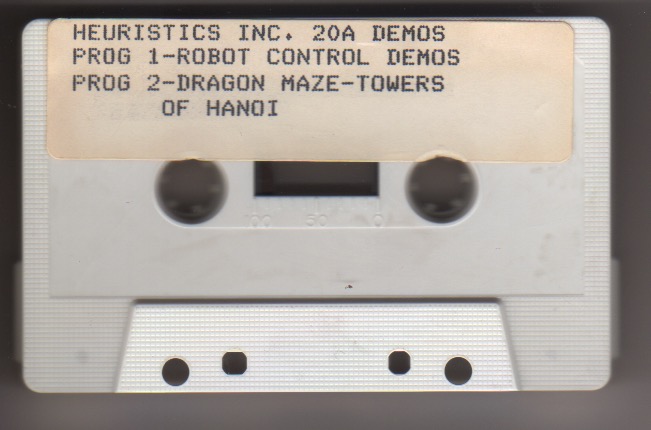 HEURISTICS INC. 20A DEMOS
PROG 1-ROBOT CONTROL DEMOS
PROG 2-DRAGON MAZE-TOWERS
OF HANOI
100 50 0